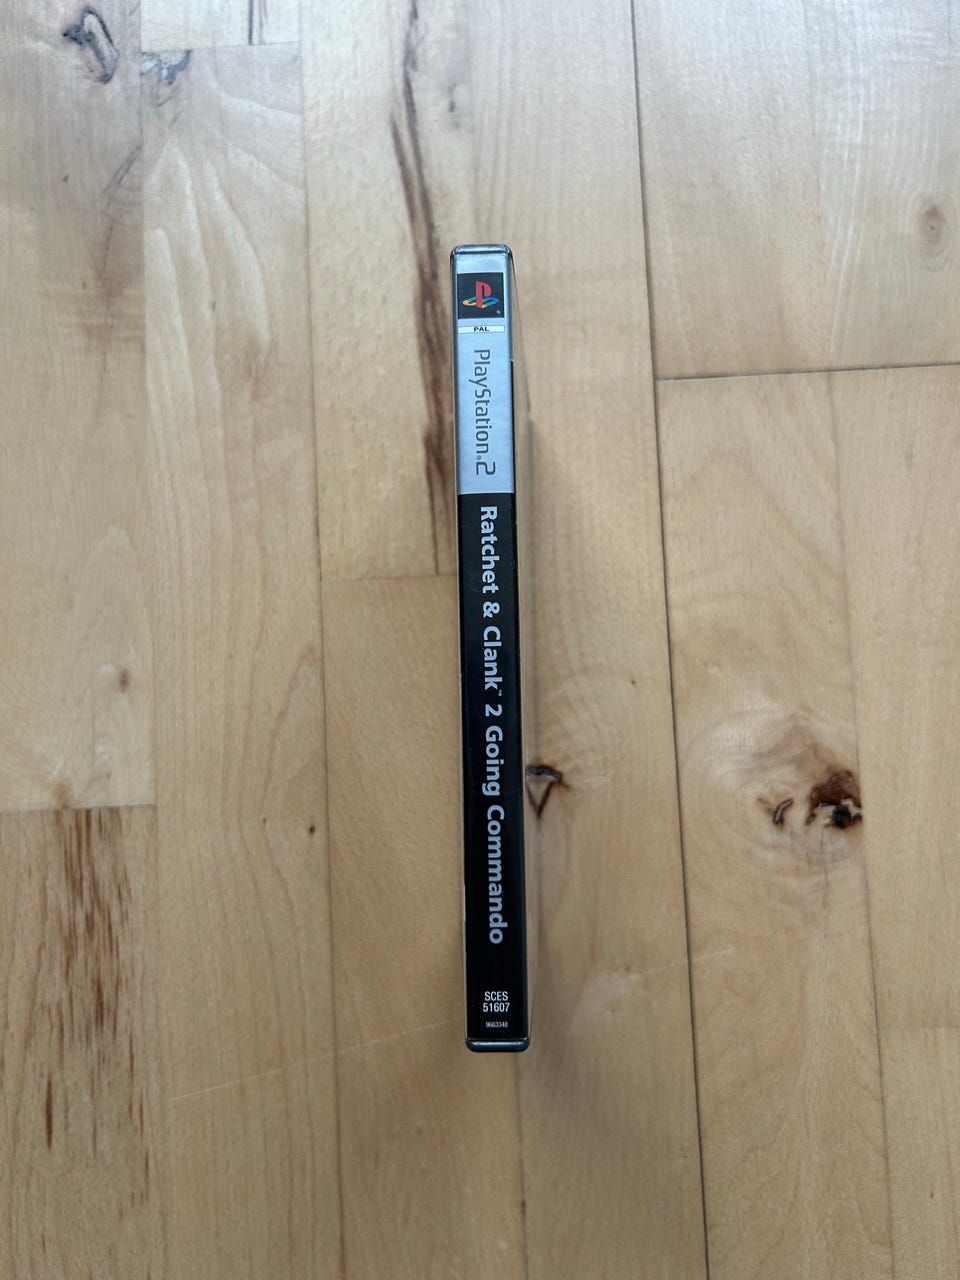 PAL
PlayStation®2
Ratchet & Clank™ 2 Going Commando
SCES
51607
9663348